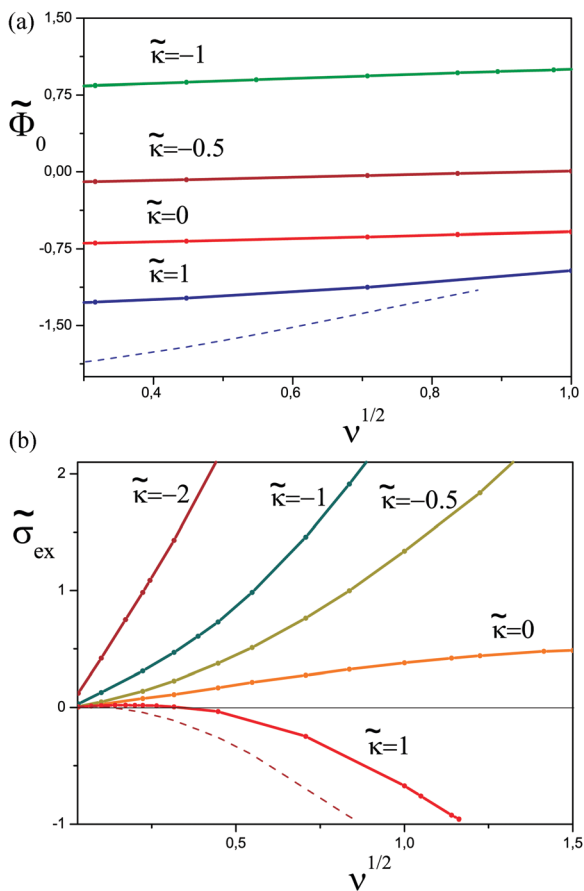 (a)
1,50
κ̃=−1
0,75
Φ̃₀
0,00
κ̃=−0.5
κ̃=0
-0,75
κ̃=1
-1,50
0,4 0,6 0,8 1,0
ν^1/2
(b)
2
κ̃=−2 κ̃=−1 κ̃=−0.5
σ̃ex
1
κ̃=0
0
κ̃=1
-1
0,5 1,0 1,5
ν^1/2